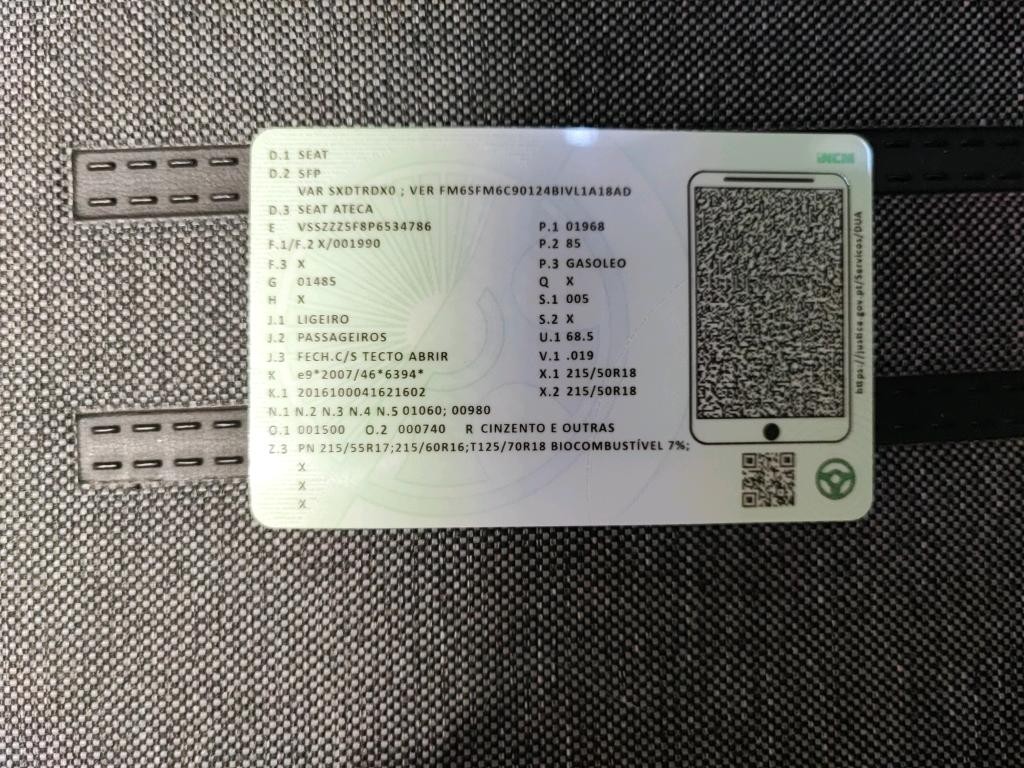 iNCM
D.1 SEAT
D.2 SFP
VAR SXDTRDX0 ; VER FM6SFM6C90124BIVL1A18AD
D.3 SEAT ATECA
E VSSZZZ5F8P6534786
F.1/F.2 X/001990
F.3 X
G 01485
H X
J.1 LIGEIRO
J.2 PASSAGEIROS
J.3 FECH.C/S TECTO ABRIR
K e9*2007/46*6394*
K.1 2016100041621602
P.1 01968
P.2 85
P.3 GASOLEO
Q X
S.1 005
S.2 X
U.1 68.5
V.1 .019
X.1 215/50R18
X.2 215/50R18
N.1 N.2 N.3 N.4 N.5 01060; 00980
O.1 001500 O.2 000740 R CINZENTO E OUTRAS
Z.3 PN 215/55R17;215/60R16;T125/70R18 BIOCOMBUSTÍVEL 7%;
X
X
X
https://justica.gov.pt/Servicos/DUA